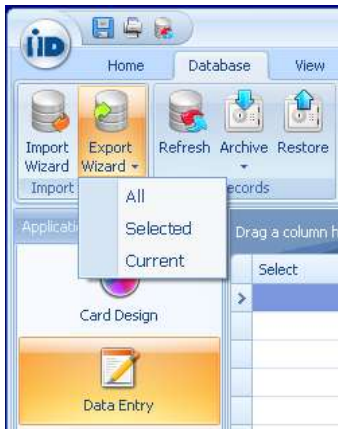 iiD
Home Database View
Import Wizard
Export Wizard
Refresh Archive Restore
Import
ecords
All
Selected
Current
Applicati
Drag a column h
Select
Card Design
Data Entry